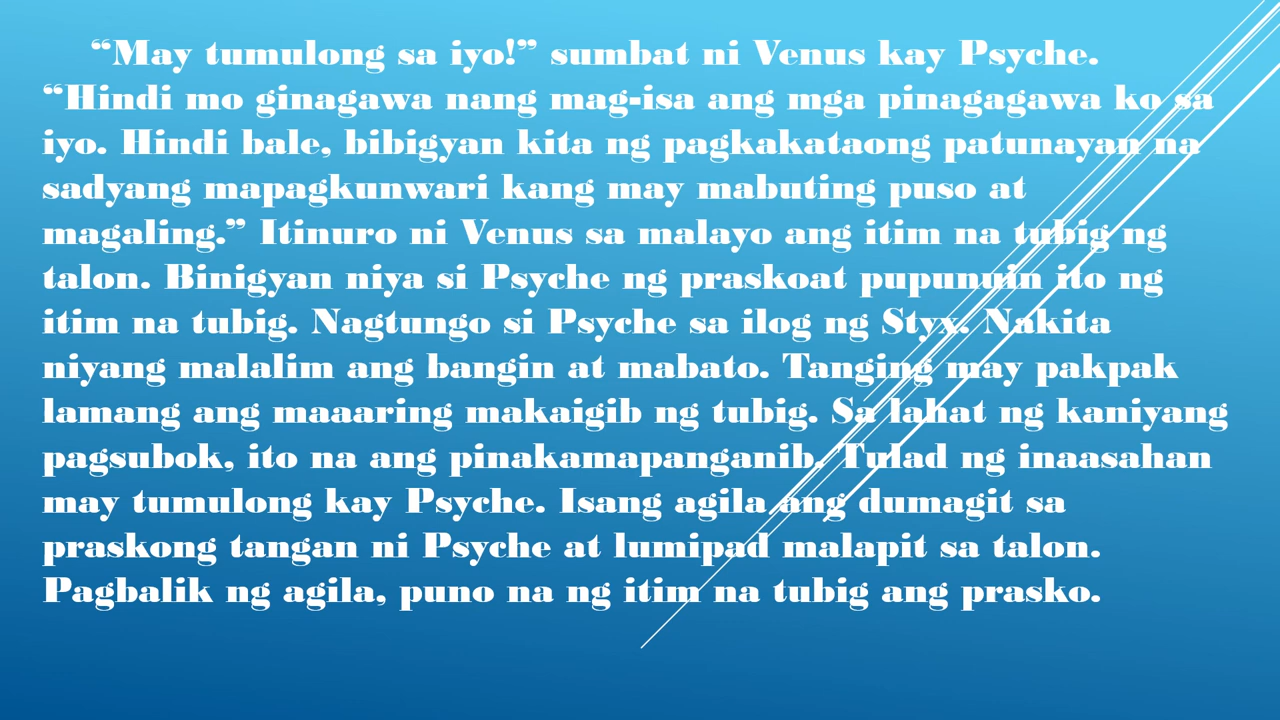 “May tumulong sa iyo!” sumbat ni Venus kay Psyche.
“Hindi mo ginagawa nang mag-isa ang mga pinagagawa ko sa
iyo. Hindi bale, bibigyan kita ng pagkakataong patunayan na
sadyang mapagkunwari kang may mabuting puso at
magaling.” Itinuro ni Venus sa malayo ang itim na tubig ng
talon. Binigyan niya si Psyche ng praskoat pupunuin ito ng
itim na tubig. Nagtungo si Psyche sa ilog ng Styx. Nakita
niyang malalim ang bangin at mabato. Tanging may pakpak
lamang ang maaaring makaigib ng tubig. Sa lahat ng kaniyang
pagsubok, ito na ang pinakamapanganib. Tulad ng inaasahan
may tumulong kay Psyche. Isang agila ang dumagit sa
praskong tangan ni Psyche at lumipad malapit sa talon.
Pagbalik ng agila, puno na ng itim na tubig ang prasko.